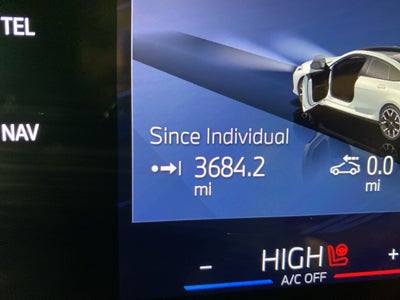 TEL
NAV
Since Individual
3684.2
mi
0.0
mi
− HIGH +
A/C OFF